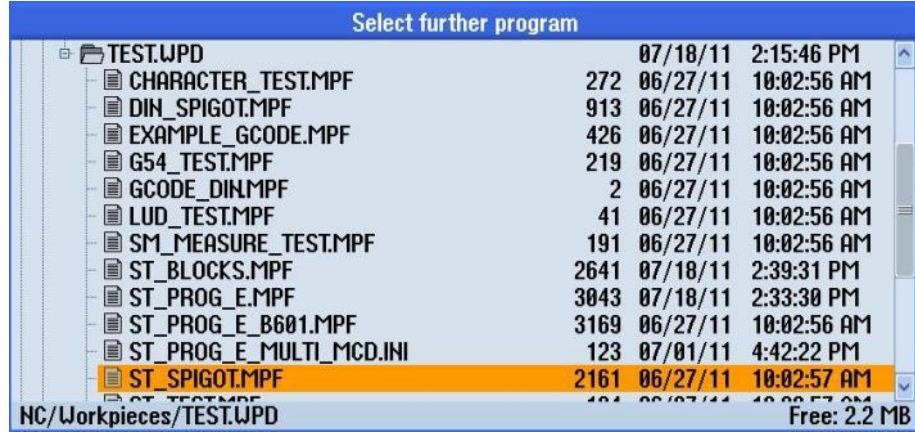 Select further program
TEST.WPD 07/18/11 2:15:46 PM
CHARACTER_TEST.MPF 272 06/27/11 10:02:56 AM
DIN_SPIGOT.MPF 913 06/27/11 10:02:56 AM
EXAMPLE_GCODE.MPF 426 06/27/11 10:02:56 AM
G54_TEST.MPF 219 06/27/11 10:02:56 AM
GCODE_DIN.MPF 2 06/27/11 10:02:56 AM
LUD_TEST.MPF 41 06/27/11 10:02:56 AM
SM_MEASURE_TEST.MPF 191 06/27/11 10:02:56 AM
ST_BLOCKS.MPF 2641 07/18/11 2:39:31 PM
ST_PROG_E.MPF 3043 07/18/11 2:33:30 PM
ST_PROG_E_B601.MPF 3169 06/27/11 10:02:56 AM
ST_PROG_E_MULTI_MCD.INI 123 07/01/11 4:42:22 PM
ST_SPIGOT.MPF 2161 06/27/11 10:02:57 AM
NC/Workpieces/TEST.WPD Free: 2.2 MB